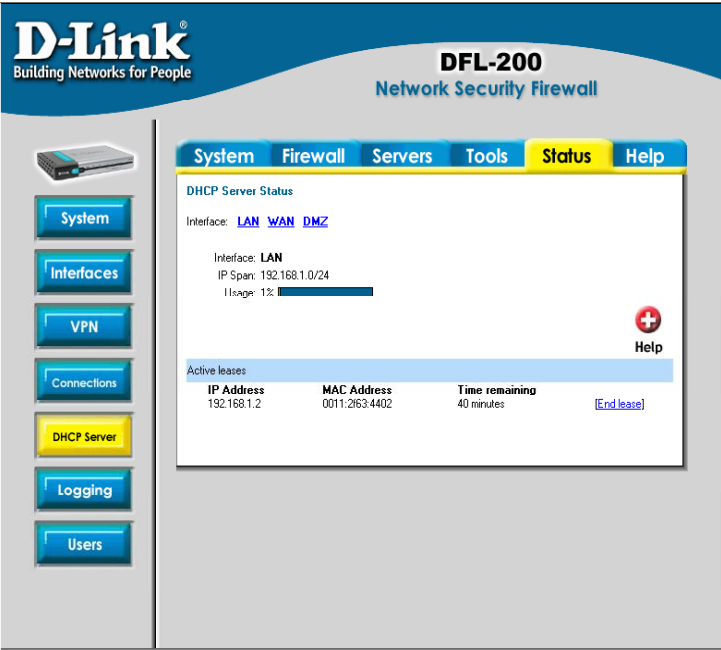 D-Link®
Building Networks for People
DFL-200
Network Security Firewall
System Firewall Servers Tools Status Help
System
Interfaces
VPN
Connections
DHCP Server
Logging
Users
DHCP Server Status
Interface: LAN WAN DMZ
Interface: LAN
IP Span: 192.168.1.0/24
Usage: 1%
Help
Active leases
IP Address MAC Address Time remaining
192.168.1.2 0011:2f63:4402 40 minutes [End lease]